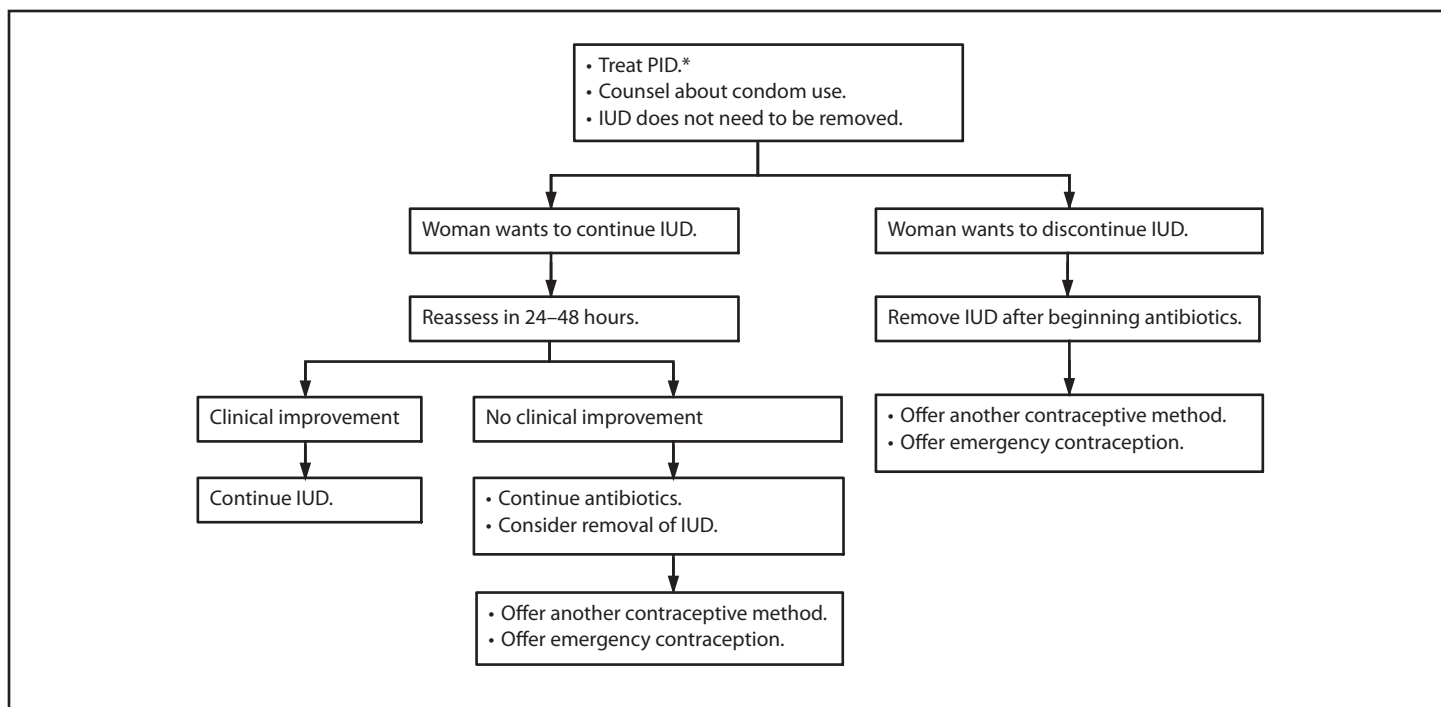 • Treat PID.*
• Counsel about condom use.
• IUD does not need to be removed.
Woman wants to continue IUD.
Woman wants to discontinue IUD.
Reassess in 24–48 hours.
Remove IUD after beginning antibiotics.
Clinical improvement
No clinical improvement
• Offer another contraceptive method.
• Offer emergency contraception.
Continue IUD.
• Continue antibiotics.
• Consider removal of IUD.
• Offer another contraceptive method.
• Offer emergency contraception.